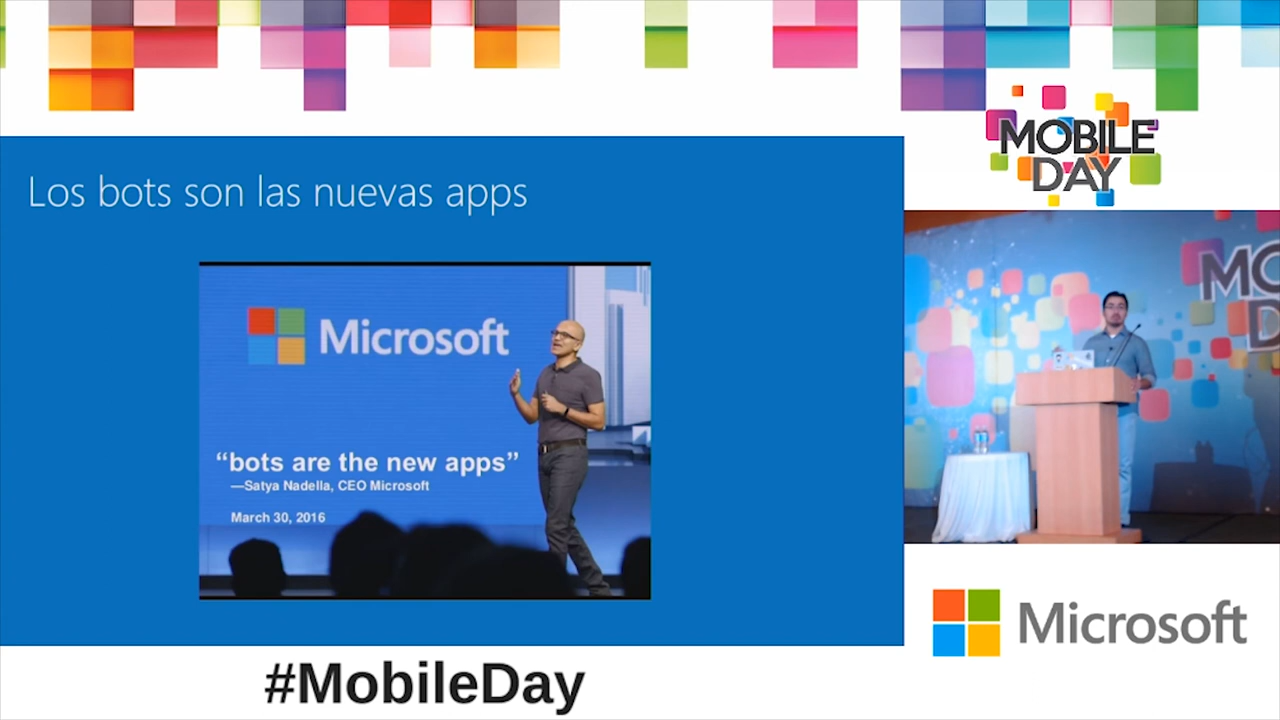 MOBILE
DAY
Los bots son las nuevas apps
Microsoft
“bots are the new apps”
—Satya Nadella, CEO Microsoft
March 30, 2016
MO
D
Microsoft
#MobileDay